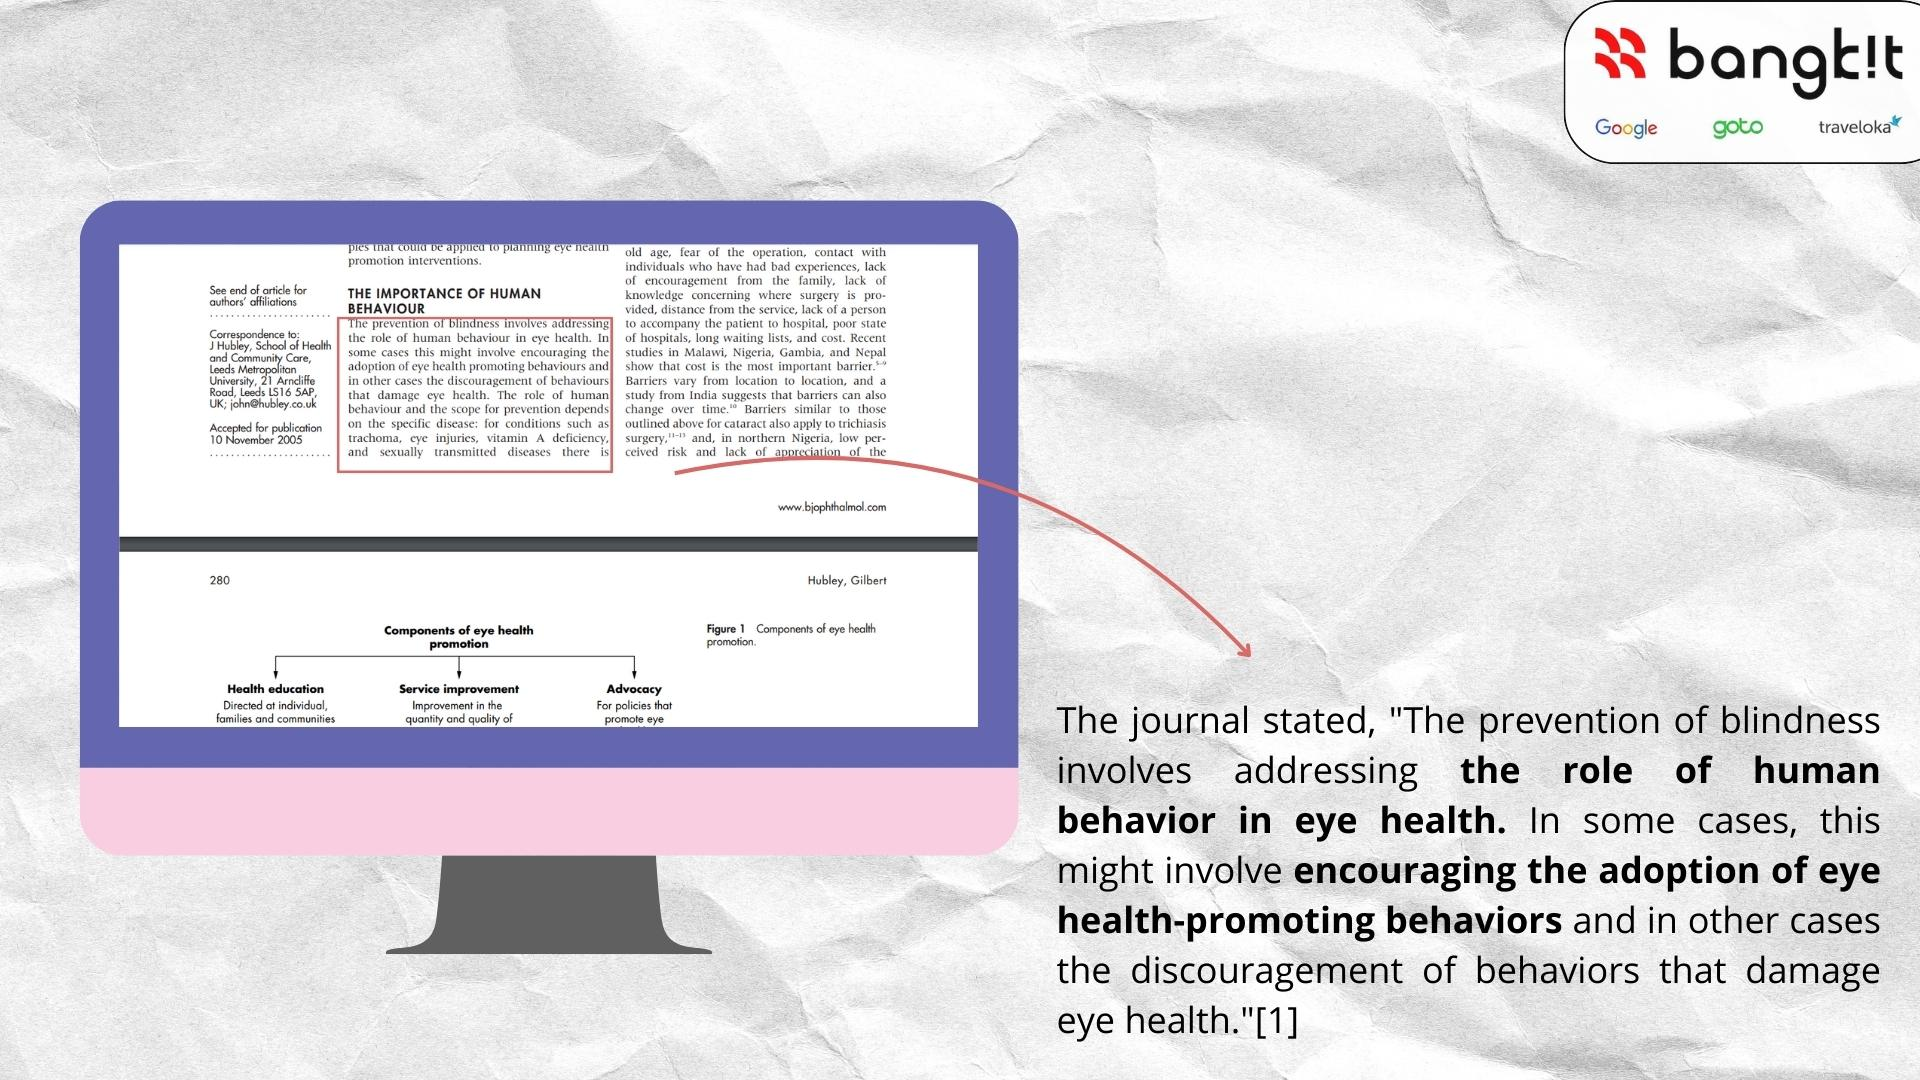 bangk!t
Google
goto
traveloka
pies that could be applied to planning eye health
promotion interventions.
See end of article for
authors' affiliations
Correspondence to:
J Hubley, School of Health
and Community Care,
Leeds Metropolitan
University, 21 Arncliffe
Road, Leeds LS16 5AP,
UK; john@hubley.co.uk
Accepted for publication
10 November 2005
THE IMPORTANCE OF HUMAN
BEHAVIOUR
The prevention of blindness involves addressing
the role of human behaviour in eye health. In
some cases this might involve encouraging the
adoption of eye health promoting behaviours and
in other cases the discouragement of behaviours
that damage eye health. The role of human
behaviour and the scope for prevention depends
on the specific disease: for conditions such as
trachoma, eye injuries, vitamin A deficiency,
and sexually transmitted diseases there is
old age, fear of the operation, contact with
individuals who have had bad experiences, lack
of encouragement from the family, lack of
knowledge concerning where surgery is pro-
vided, distance from the service, lack of a person
to accompany the patient to hospital, poor state
of hospitals, long waiting lists, and cost. Recent
studies in Malawi, Nigeria, Gambia, and Nepal
show that cost is the most important barrier.5–9
Barriers vary from location to location, and a
study from India suggests that barriers can also
change over time.10 Barriers similar to those
outlined above for cataract also apply to trichiasis
surgery,11–13 and, in northern Nigeria, low per-
ceived risk and lack of appreciation of the
www.bjophthalmol.com
280
Hubley, Gilbert
Components of eye health
promotion
Figure 1 Components of eye health
promotion.
Health education
Directed at individual,
families and communities
Service improvement
Improvement in the
quantity and quality of
Advocacy
For policies that
promote eye
The journal stated, "The prevention of blindness
involves addressing the role of human
behavior in eye health. In some cases, this
might involve encouraging the adoption of eye
health-promoting behaviors and in other cases
the discouragement of behaviors that damage
eye health."[1]